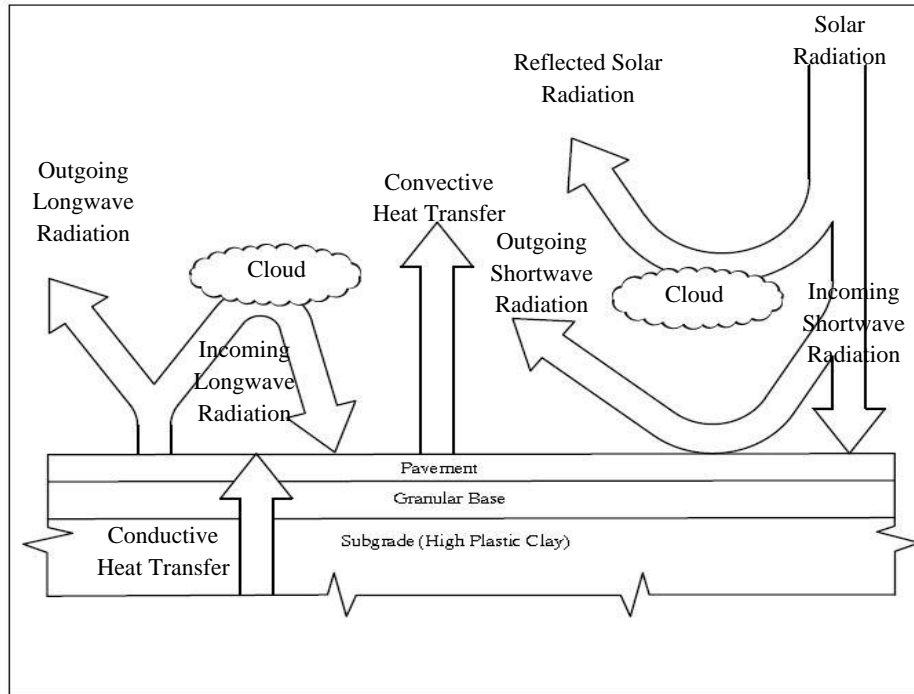 Solar
Radiation
Reflected Solar
Radiation
Outgoing
Longwave
Radiation
Convective
Heat Transfer
Outgoing
Shortwave
Radiation
Cloud
Cloud
Incoming
Shortwave
Radiation
Incoming
Longwave
Radiation
Pavement
Granular Base
Conductive
Heat Transfer
Subgrade (High Plastic Clay)